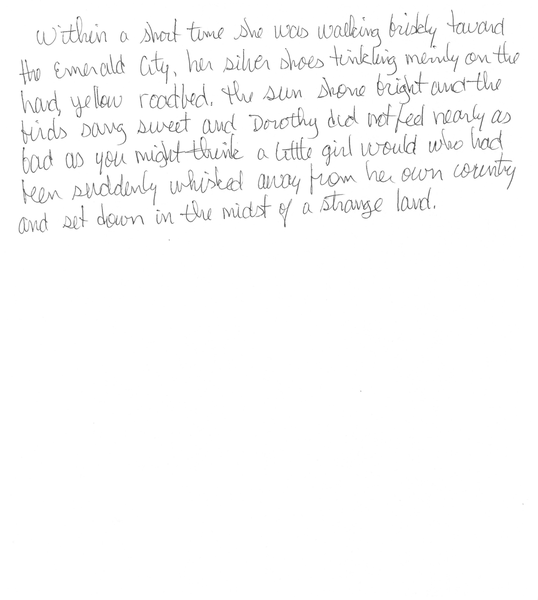 Within a short time she was walking briskly toward
the Emerald City, her silver shoes tinkling merrily on the
hard, yellow roadbed. The sun shone bright and the
birds sang sweet and Dorothy did not feel nearly as
bad as you might think a little girl would who had
been suddenly whisked away from her own country
and set down in the midst of a strange land.